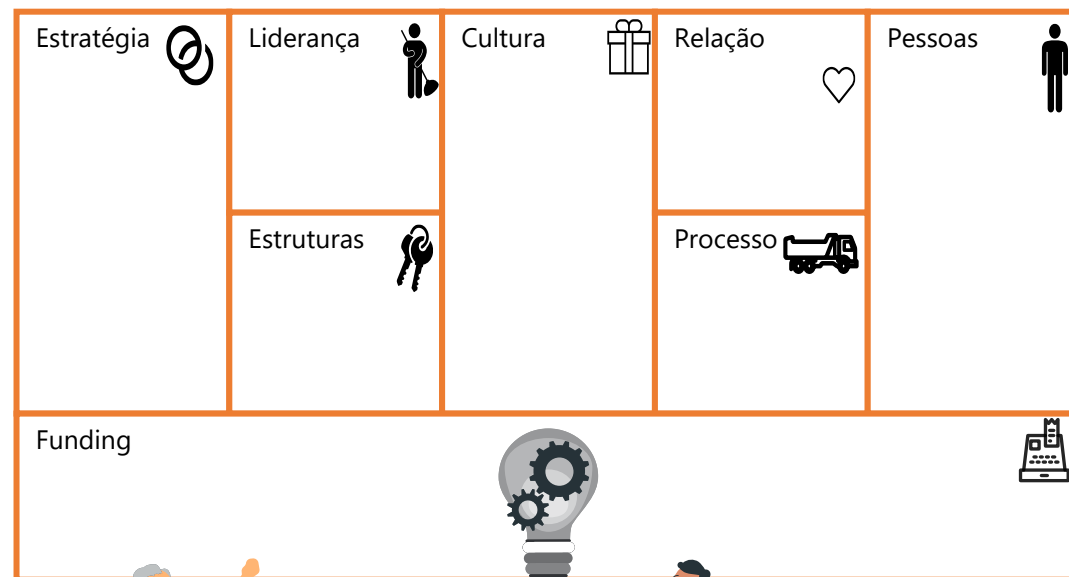 Estratégia
Liderança
Cultura
Relação
Pessoas
Estruturas
Processo
Funding